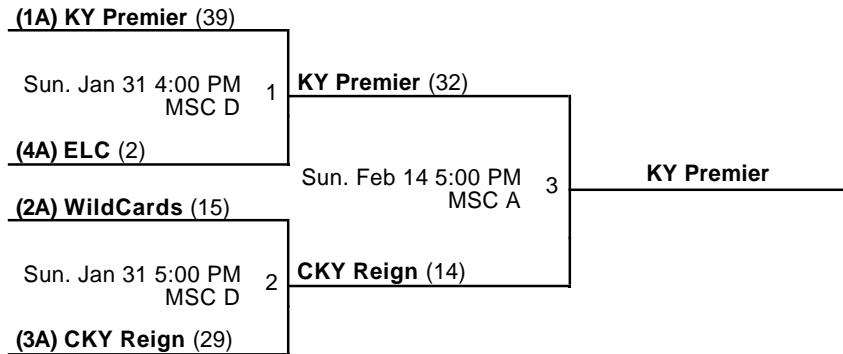 (1A) KY Premier (39)
Sun. Jan 31 4:00 PM
MSC D
1
KY Premier (32)
(4A) ELC (2)
Sun. Feb 14 5:00 PM
MSC A
3
KY Premier
(2A) WildCards (15)
Sun. Jan 31 5:00 PM
MSC D
2
CKY Reign (14)
(3A) CKY Reign (29)